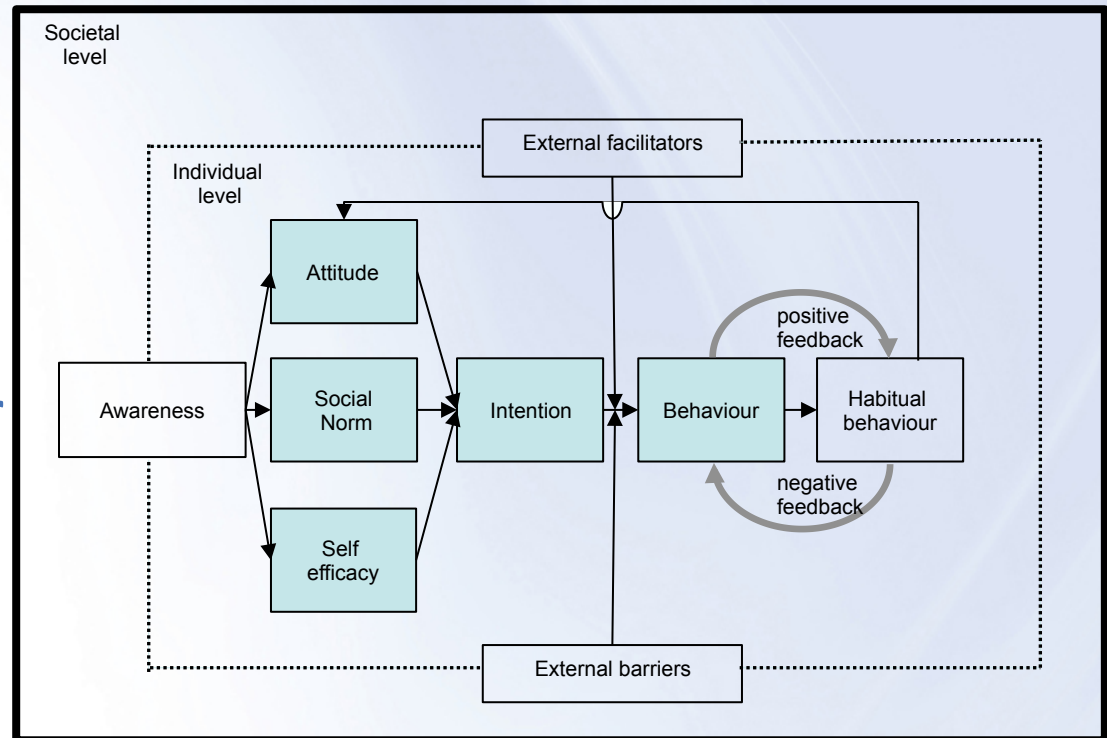 Societal
level
External facilitators
Individual
level
Attitude
positive
feedback
Awareness
Social
Norm
Intention
Behaviour
Habitual
behaviour
negative
feedback
Self
efficacy
External barriers